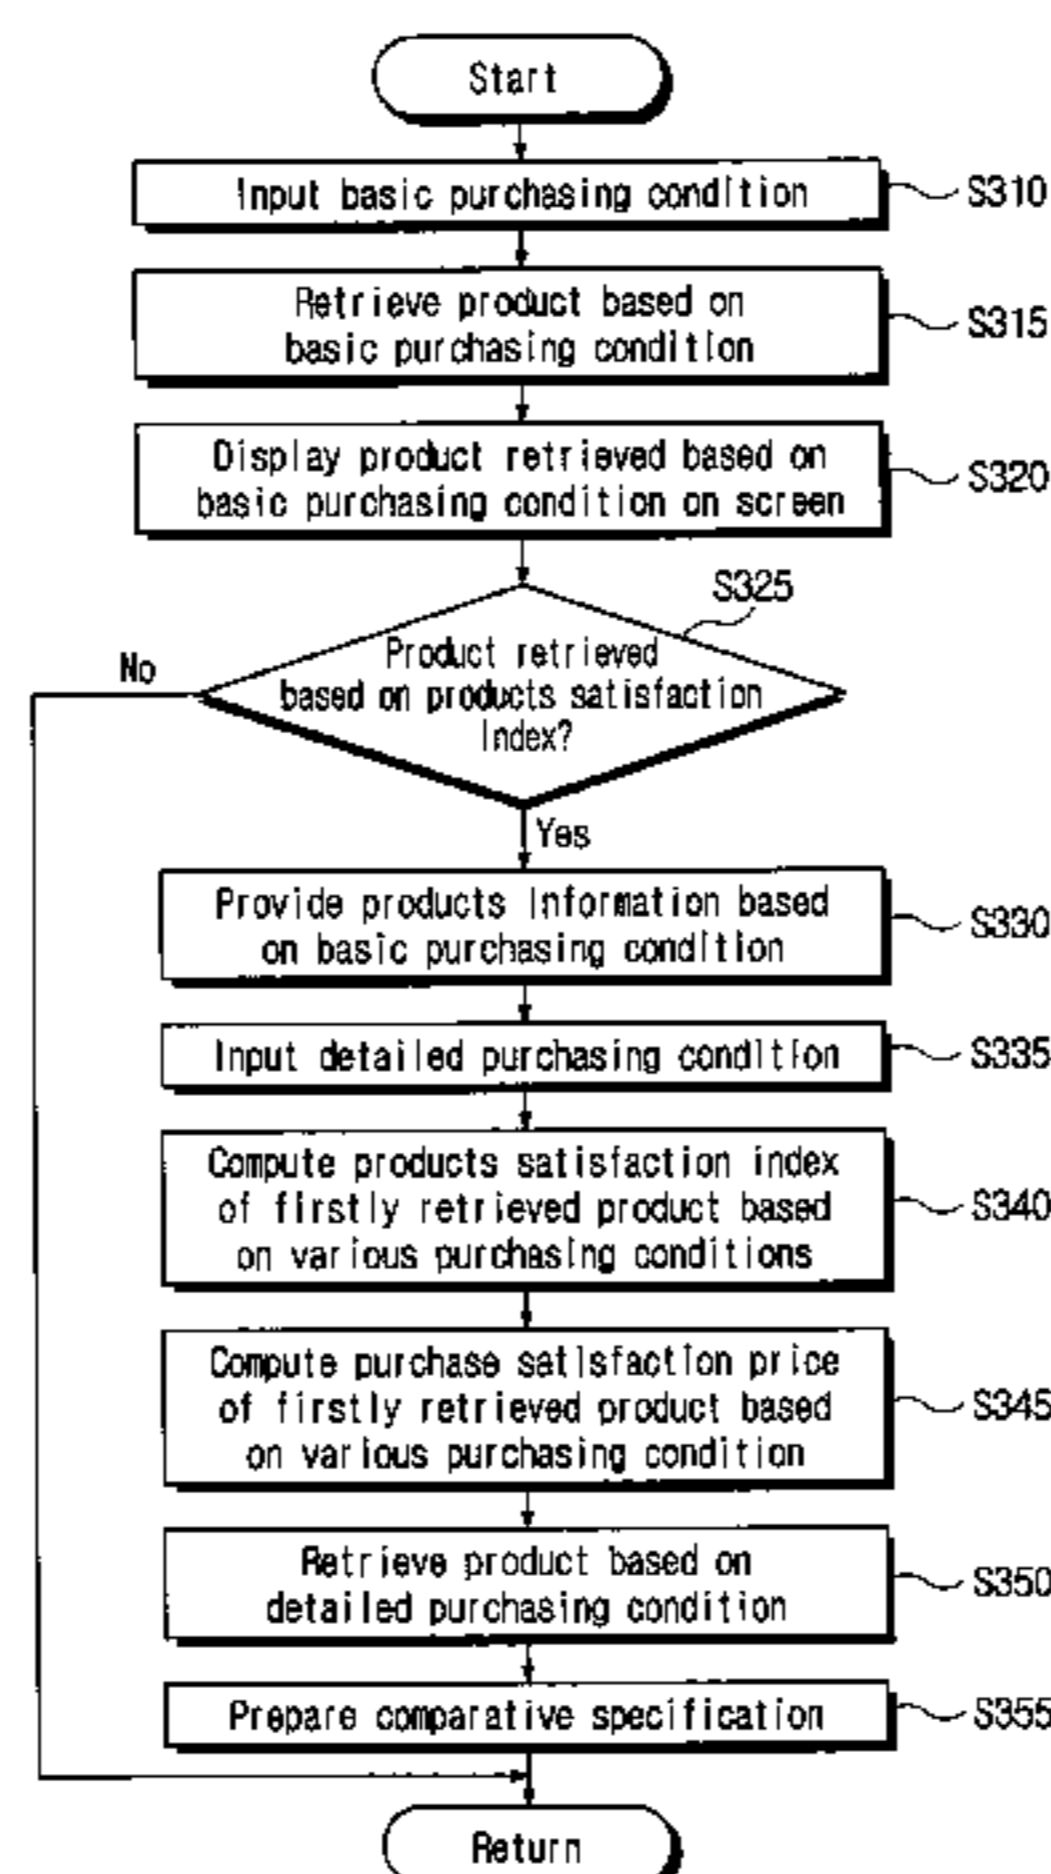 Start
Input basic purchasing condition
S310
Retrieve product based on
basic purchasing condition
S315
Display product retrieved based on
basic purchasing condition on screen
S320
S325
Product retrieved
based on products satisfaction
Index?
No
Yes
Provide products Information based
on basic purchasing condition
S330
Input detailed purchasing condition
S335
Compute products satisfaction index
of firstly retrieved product based
on various purchasing conditions
S340
Compute purchase satisfaction price
of firstly retrieved product based
on various purchasing condition
S345
Retrieve product based on
detailed purchasing condition
S350
Prepare comparative specification
S355
Return